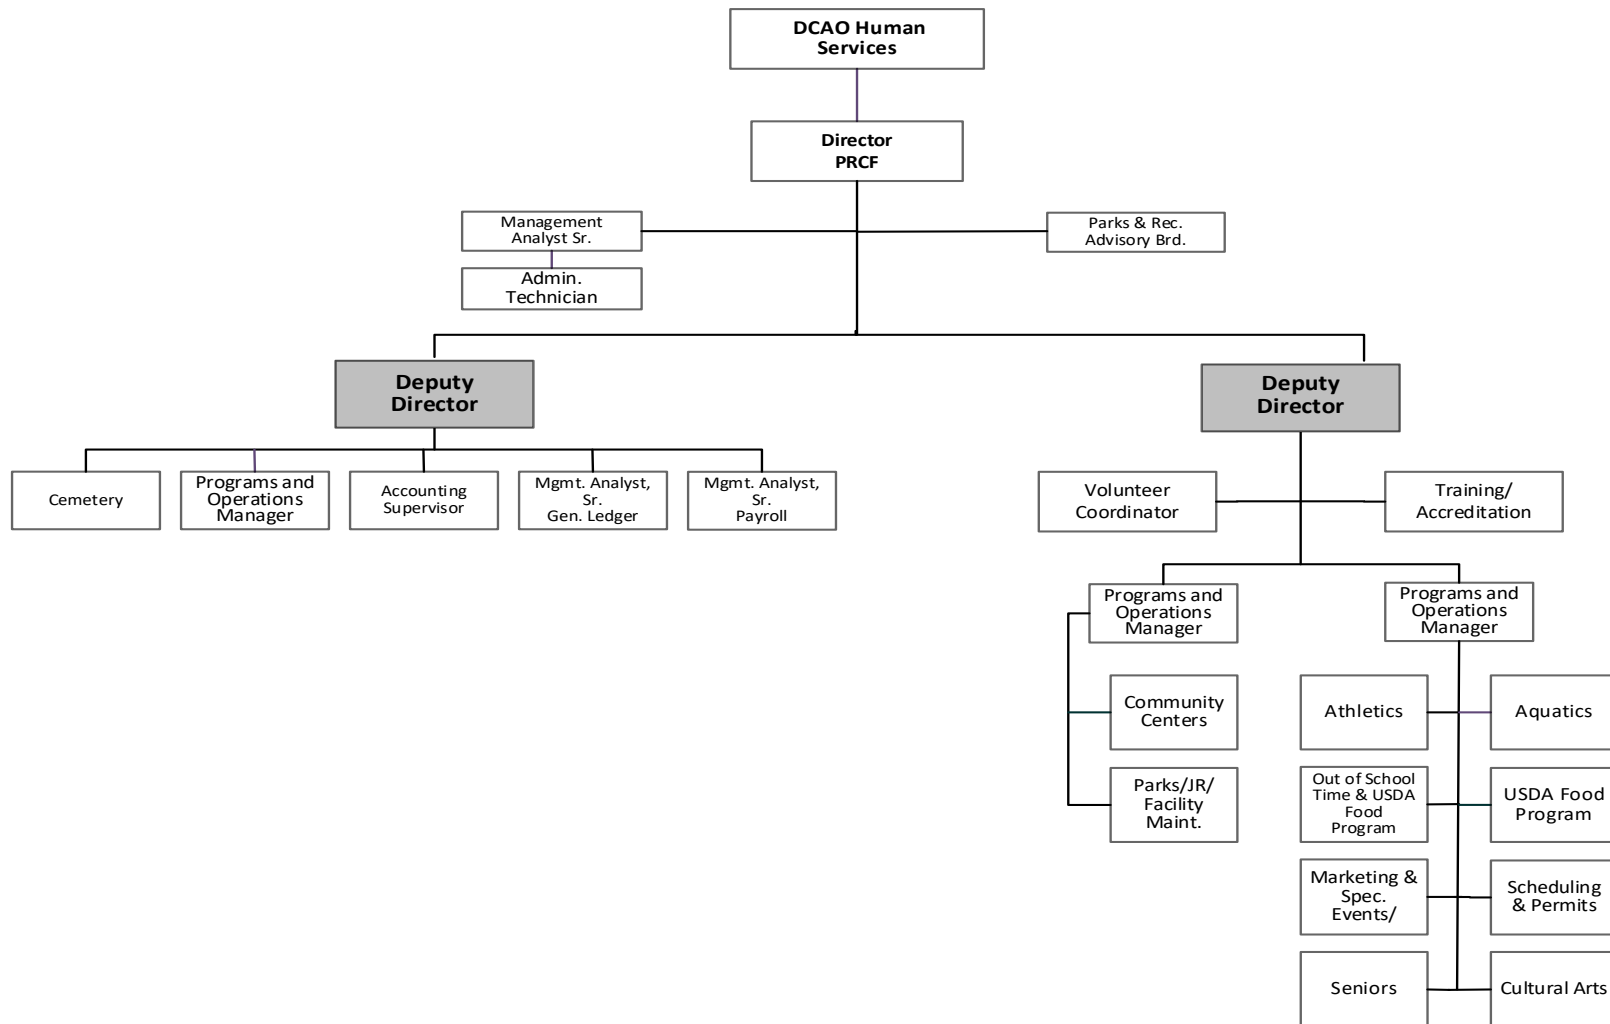 DCAO Human
Services
Director
PRCF
Management
Analyst Sr.
Parks & Rec.
Advisory Brd.
Admin.
Technician
Deputy
Director
Deputy
Director
Cemetery
Programs and
Operations
Manager
Accounting
Supervisor
Mgmt. Analyst,
Sr.
Gen. Ledger
Mgmt. Analyst,
Sr.
Payroll
Volunteer
Coordinator
Training/
Accreditation
Programs and
Operations
Manager
Programs and
Operations
Manager
Community
Centers
Athletics
Aquatics
Parks/JR/
Facility
Maint.
Out of School
Time & USDA
Food
Program
USDA Food
Program
Marketing &
Spec.
Events/
Scheduling
& Permits
Seniors
Cultural Arts